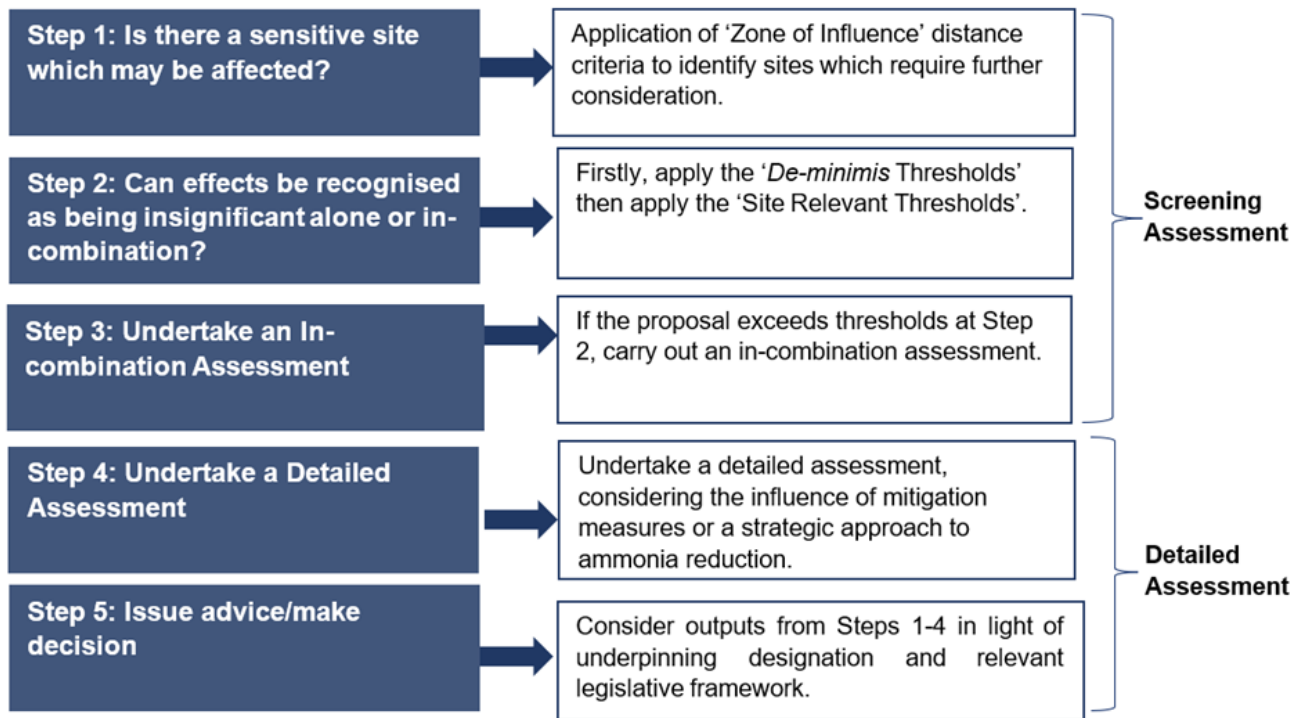 Step 1: Is there a sensitive site
which may be affected?
Application of ‘Zone of Influence’ distance
criteria to identify sites which require further
consideration.
Step 2: Can effects be recognised
as being insignificant alone or in-
combination?
Firstly, apply the ‘De-minimis Thresholds’
then apply the ‘Site Relevant Thresholds’.
Step 3: Undertake an In-
combination Assessment
If the proposal exceeds thresholds at Step
2, carry out an in-combination assessment.
Screening
Assessment
Step 4: Undertake a Detailed
Assessment
Undertake a detailed assessment,
considering the influence of mitigation
measures or a strategic approach to
ammonia reduction.
Step 5: Issue advice/make
decision
Consider outputs from Steps 1-4 in light of
underpinning designation and relevant
legislative framework.
Detailed
Assessment